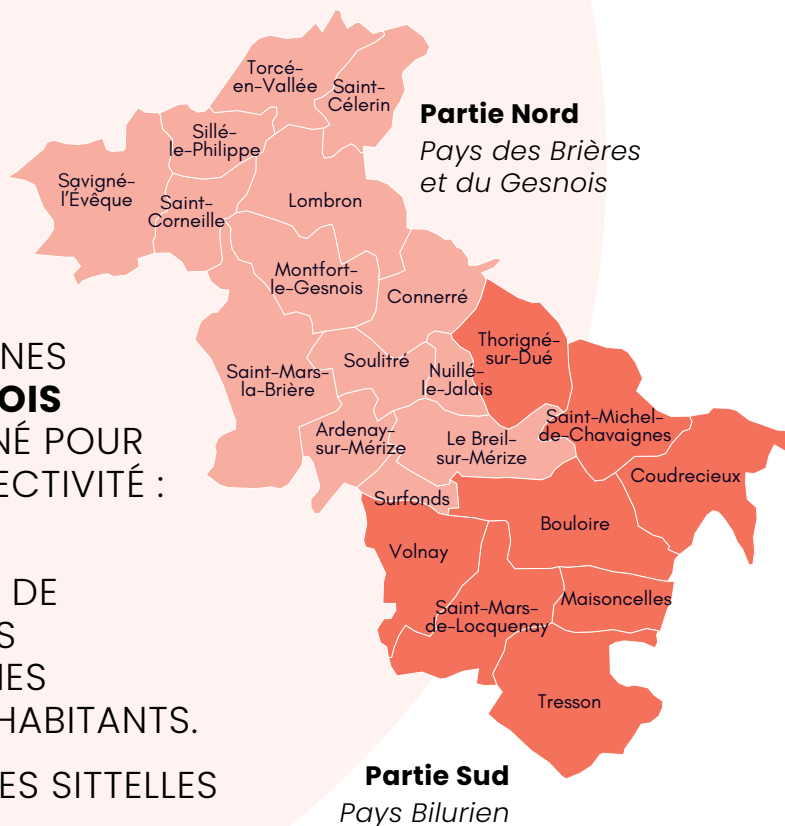 Torcé-
en-Vallée
Saint-
Célerin
Partie Nord
Pays des Brières
et du Gesnois
Sillé-
le-Philippe
Savigné-
l'Évêque
Saint-
Corneille
Lombron
Montfort-
le-Gesnois
Connerré
Thorigné-
sur-Dué
Saint-Mars-
la-Brière
Soulitré
Nuillé-
le-Jalais
Ardenay-
sur-Mérize
Le Breil-
sur-Mérize
Saint-Michel-
de-Chavaignes
Coudrecieux
Surfonds
Bouloire
Volnay
Saint-Mars-
de-Locquenay
Maisoncelles
Tresson
Partie Sud
Pays Bilurien
NES
OIS
NÉ POUR
ECTIVITÉ :
DE
S
HABITANTS.
ES SITTELLES